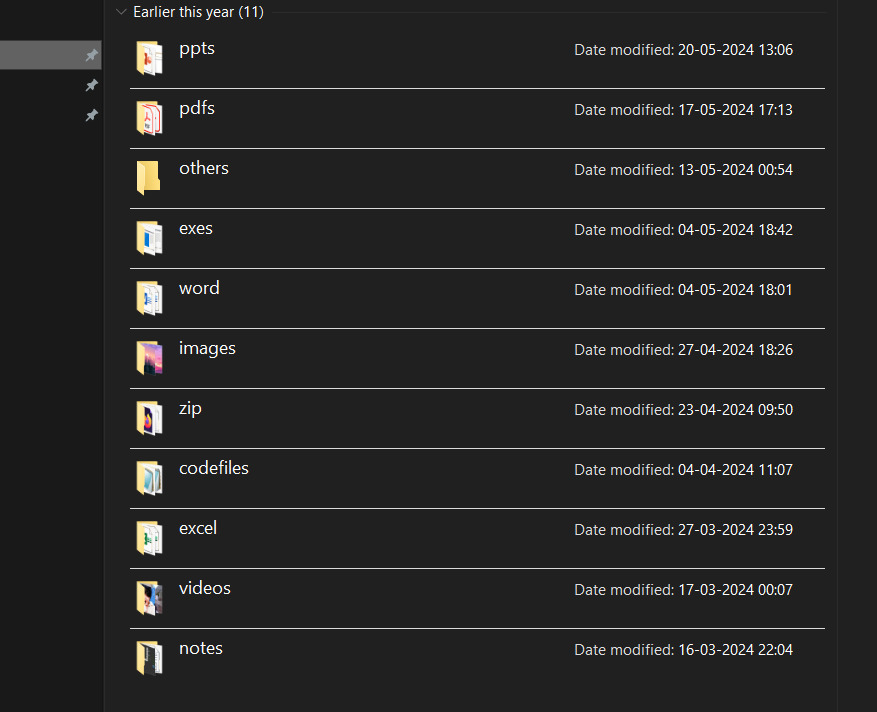 Earlier this year (11)
ppts Date modified: 20-05-2024 13:06
pdfs Date modified: 17-05-2024 17:13
others Date modified: 13-05-2024 00:54
exes Date modified: 04-05-2024 18:42
word Date modified: 04-05-2024 18:01
images Date modified: 27-04-2024 18:26
zip Date modified: 23-04-2024 09:50
codefiles Date modified: 04-04-2024 11:07
excel Date modified: 27-03-2024 23:59
videos Date modified: 17-03-2024 00:07
notes Date modified: 16-03-2024 22:04